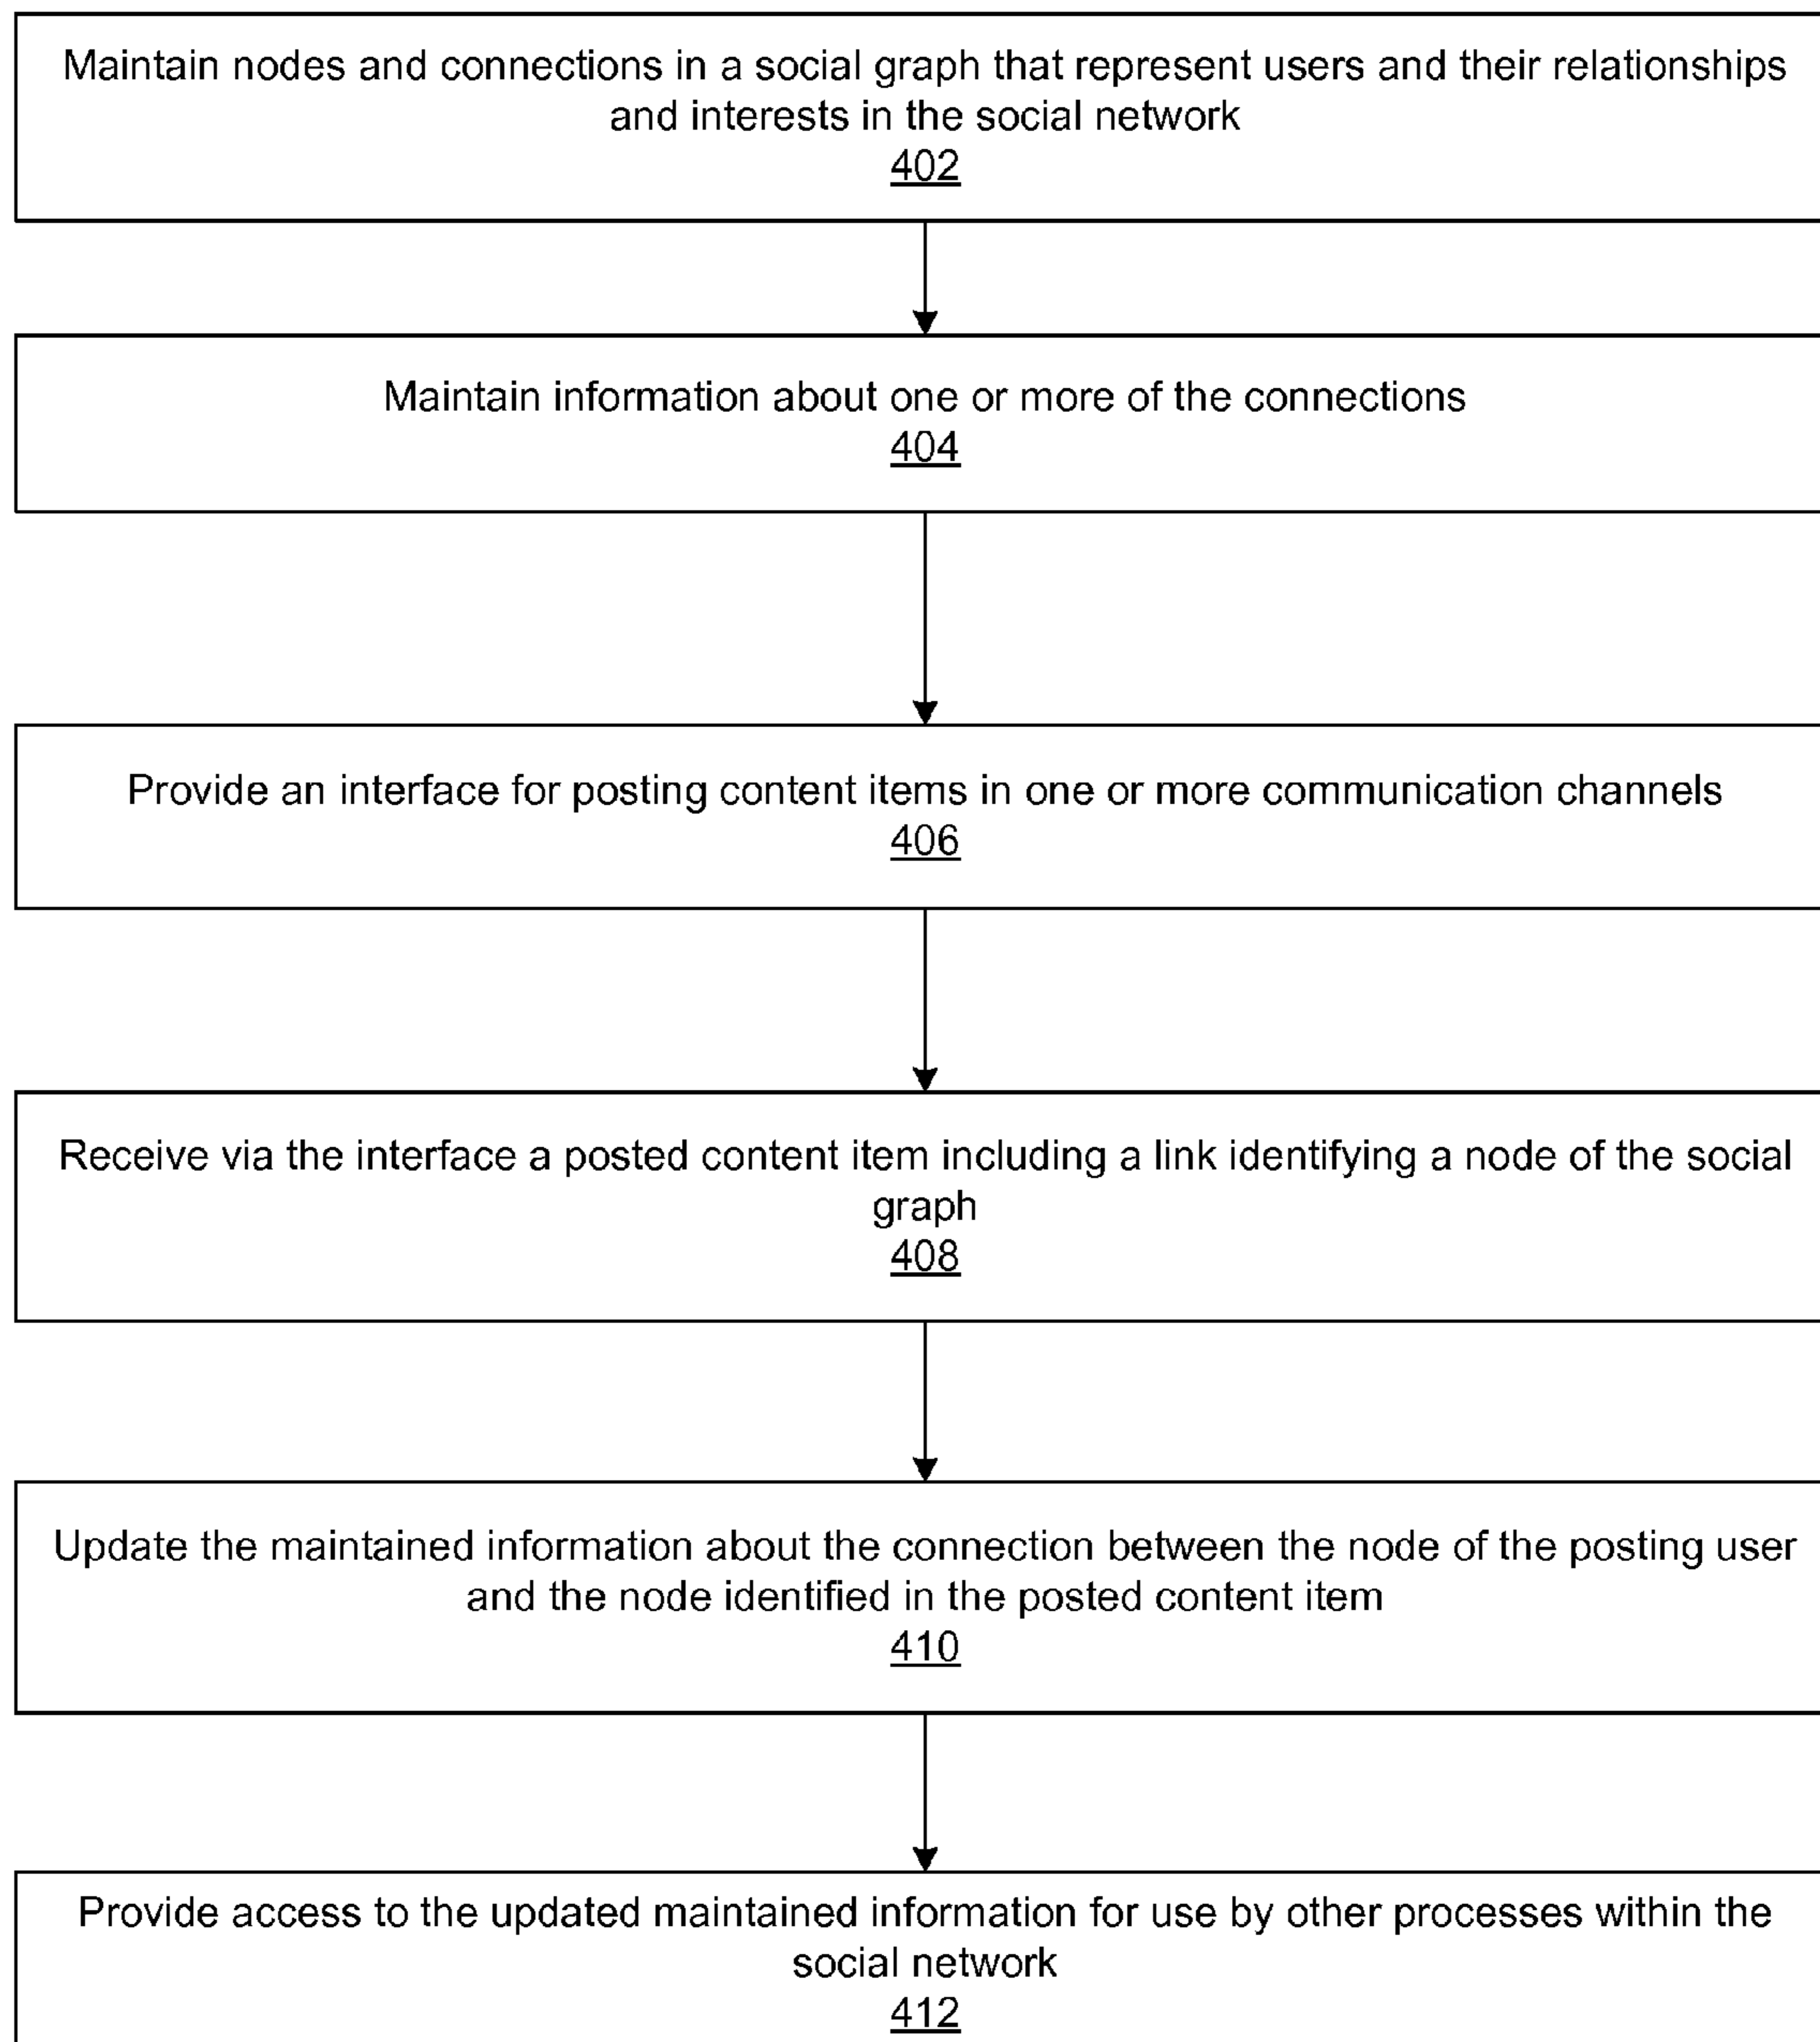 Maintain nodes and connections in a social graph that represent users and their relationships
and interests in the social network
402
Maintain information about one or more of the connections
404
Provide an interface for posting content items in one or more communication channels
406
Receive via the interface a posted content item including a link identifying a node of the social
graph
408
Update the maintained information about the connection between the node of the posting user
and the node identified in the posted content item
410
Provide access to the updated maintained information for use by other processes within the
social network
412